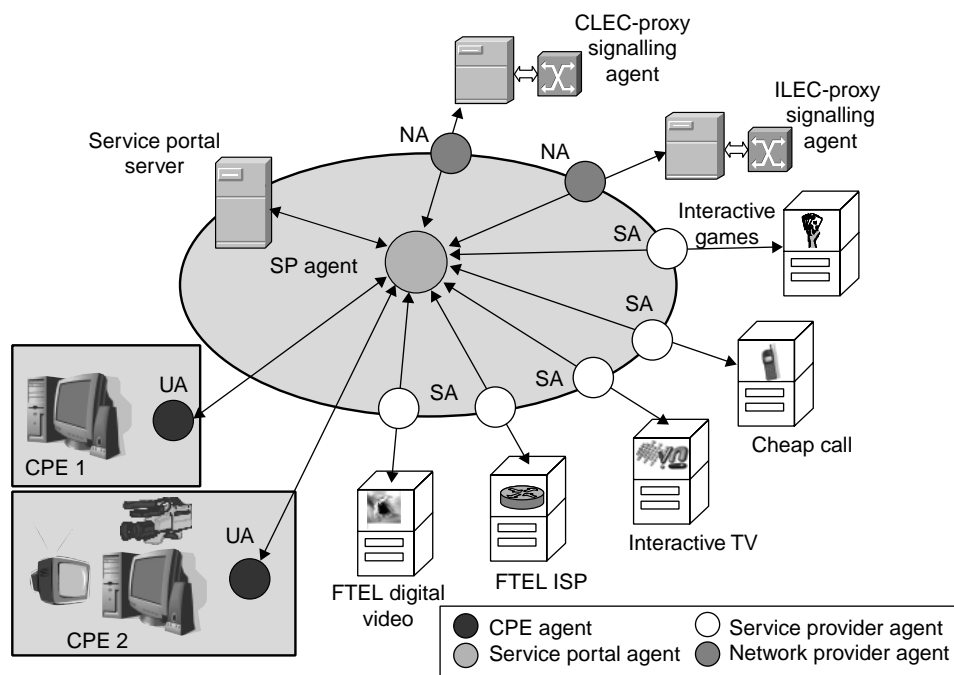 CLEC-proxy
signalling
agent
ILEC-proxy
signalling
agent
NA
NA
Service portal
server
Interactive
games
SA
SP agent
SA
UA
SA
SA
CPE 1
Cheap call
UA
Interactive TV
FTEL digital
video
FTEL ISP
CPE 2
CPE agent
Service provider agent
Service portal agent
Network provider agent